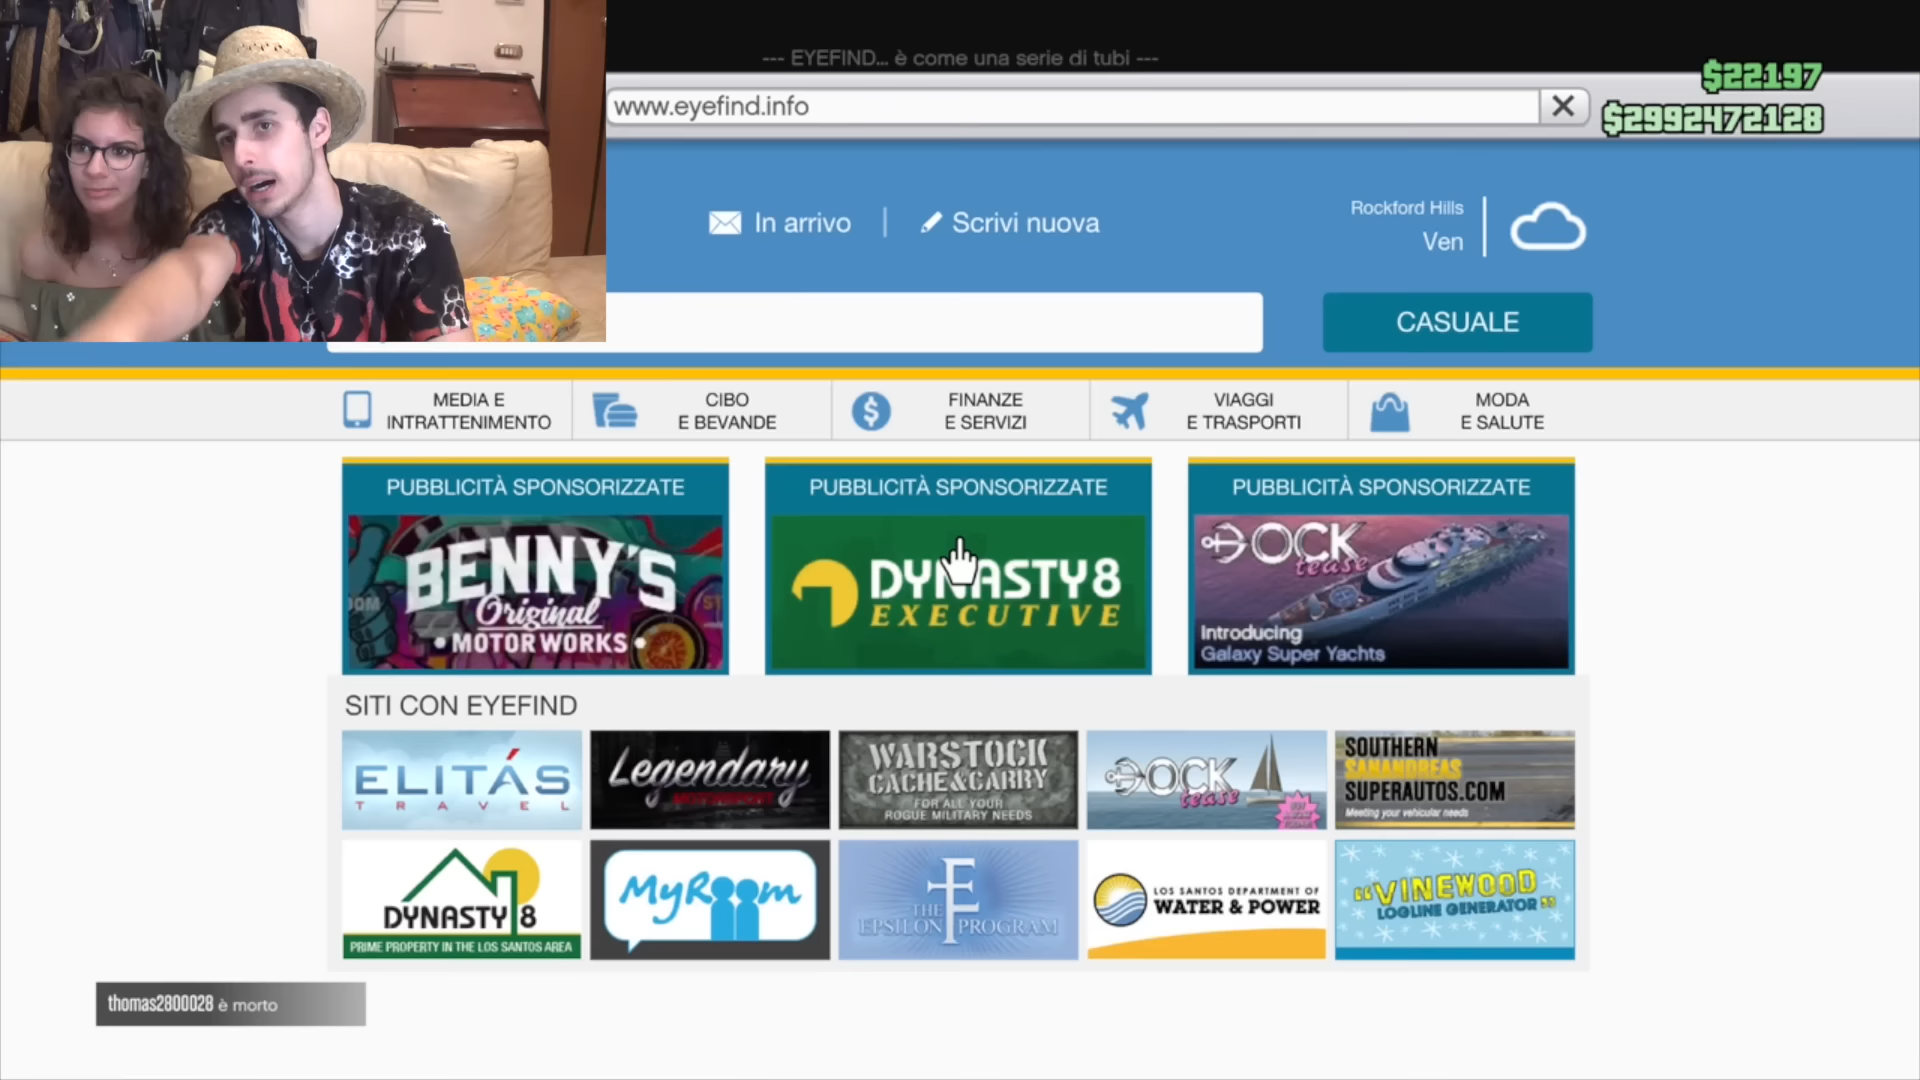 --- EYEFIND... è come una serie di tubi ---
$22197
www.eyefind.info
$2992472128
In arrivo
Scrivi nuova
Rockford Hills
Ven
CASUALE
MEDIA E
INTRATTENIMENTO
CIBO
E BEVANDE
FINANZE
E SERVIZI
VIAGGI
E TRASPORTI
MODA
E SALUTE
PUBBLICITÀ SPONSORIZZATE
BENNY'S
Original
MOTOR WORKS
PUBBLICITÀ SPONSORIZZATE
DYNASTY8
EXECUTIVE
PUBBLICITÀ SPONSORIZZATE
DOCK
tease
Introducing
Galaxy Super Yachts
SITI CON EYEFIND
ELITÁS
TRAVEL
Legendary
MOTORSPORT
WARSTOCK
CACHE & CARRY
FOR ALL YOUR
ROGUE MILITARY NEEDS
DOCK
tease
SOUTHERN
SANANDREAS
SUPERAUTOS.COM
Meeting your vehicular needs
DYNASTY 8
PRIME PROPERTY IN THE LOS SANTOS AREA
MyRoom
THE
EPSILON PROGRAM
LOS SANTOS DEPARTMENT OF
WATER & POWER
"VINEWOOD
LOGLINE GENERATOR"
thomas2800028 è morto